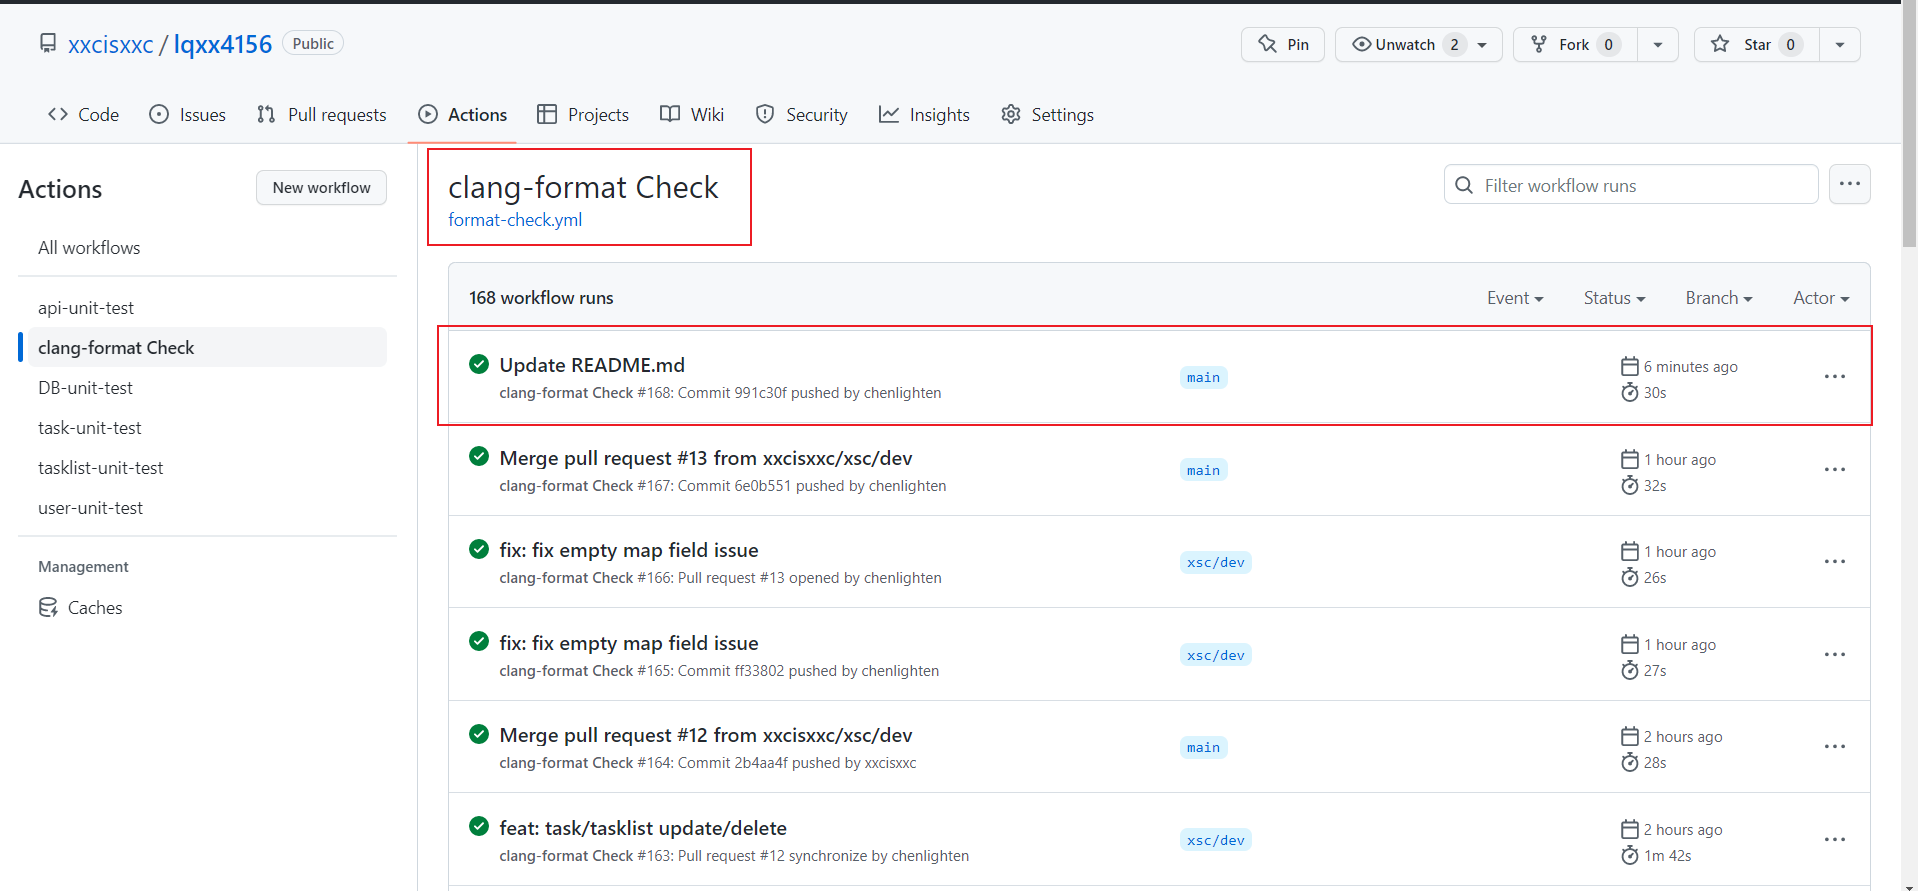 xxcisxxc / lqxx4156 Public
Pin
Unwatch 2
Fork 0
Star 0
Code
Issues
Pull requests
Actions
Projects
Wiki
Security
Insights
Settings
Actions
New workflow
All workflows
api-unit-test
clang-format Check
DB-unit-test
task-unit-test
tasklist-unit-test
user-unit-test
Management
Caches
clang-format Check
format-check.yml
Filter workflow runs
168 workflow runs
Event
Status
Branch
Actor
Update README.md
clang-format Check #168: Commit 991c30f pushed by chenlighten
main
6 minutes ago
30s
Merge pull request #13 from xxcisxxc/xsc/dev
clang-format Check #167: Commit 6e0b551 pushed by chenlighten
main
1 hour ago
32s
fix: fix empty map field issue
clang-format Check #166: Pull request #13 opened by chenlighten
xsc/dev
1 hour ago
26s
fix: fix empty map field issue
clang-format Check #165: Commit ff33802 pushed by chenlighten
xsc/dev
1 hour ago
27s
Merge pull request #12 from xxcisxxc/xsc/dev
clang-format Check #164: Commit 2b4aa4f pushed by xxcisxxc
main
2 hours ago
28s
feat: task/tasklist update/delete
clang-format Check #163: Pull request #12 synchronize by chenlighten
xsc/dev
2 hours ago
1m 42s